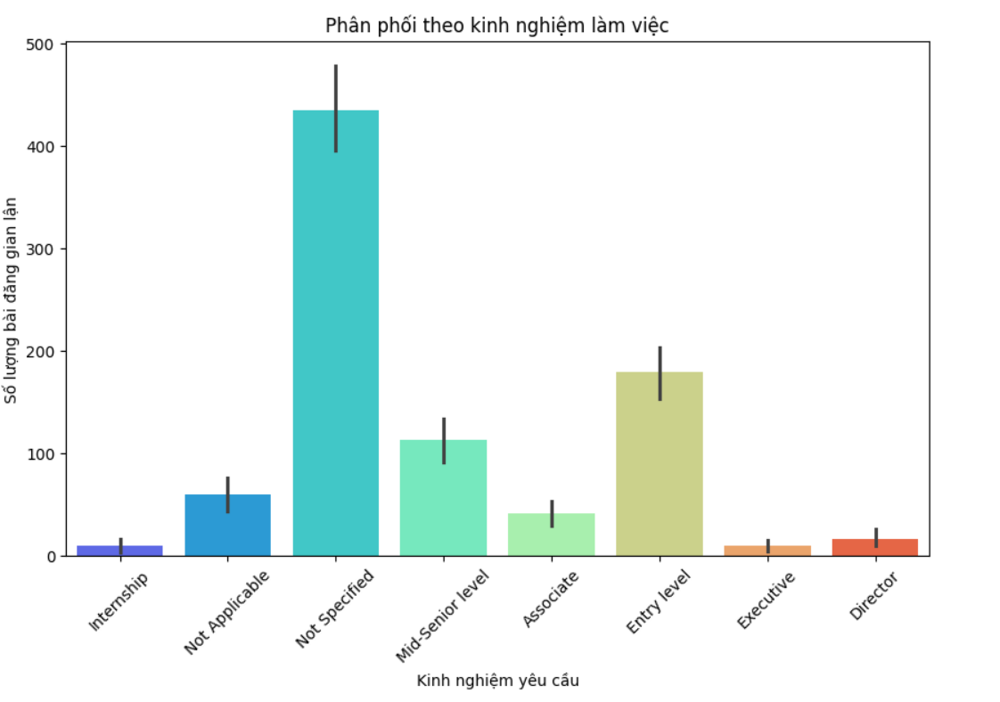 Phân phối theo kinh nghiệm làm việc
Số lượng bài đăng gian lận
500
400
300
200
100
0
Internship
Not Applicable
Not Specified
Mid-Senior level
Associate
Entry level
Executive
Director
Kinh nghiệm yêu cầu